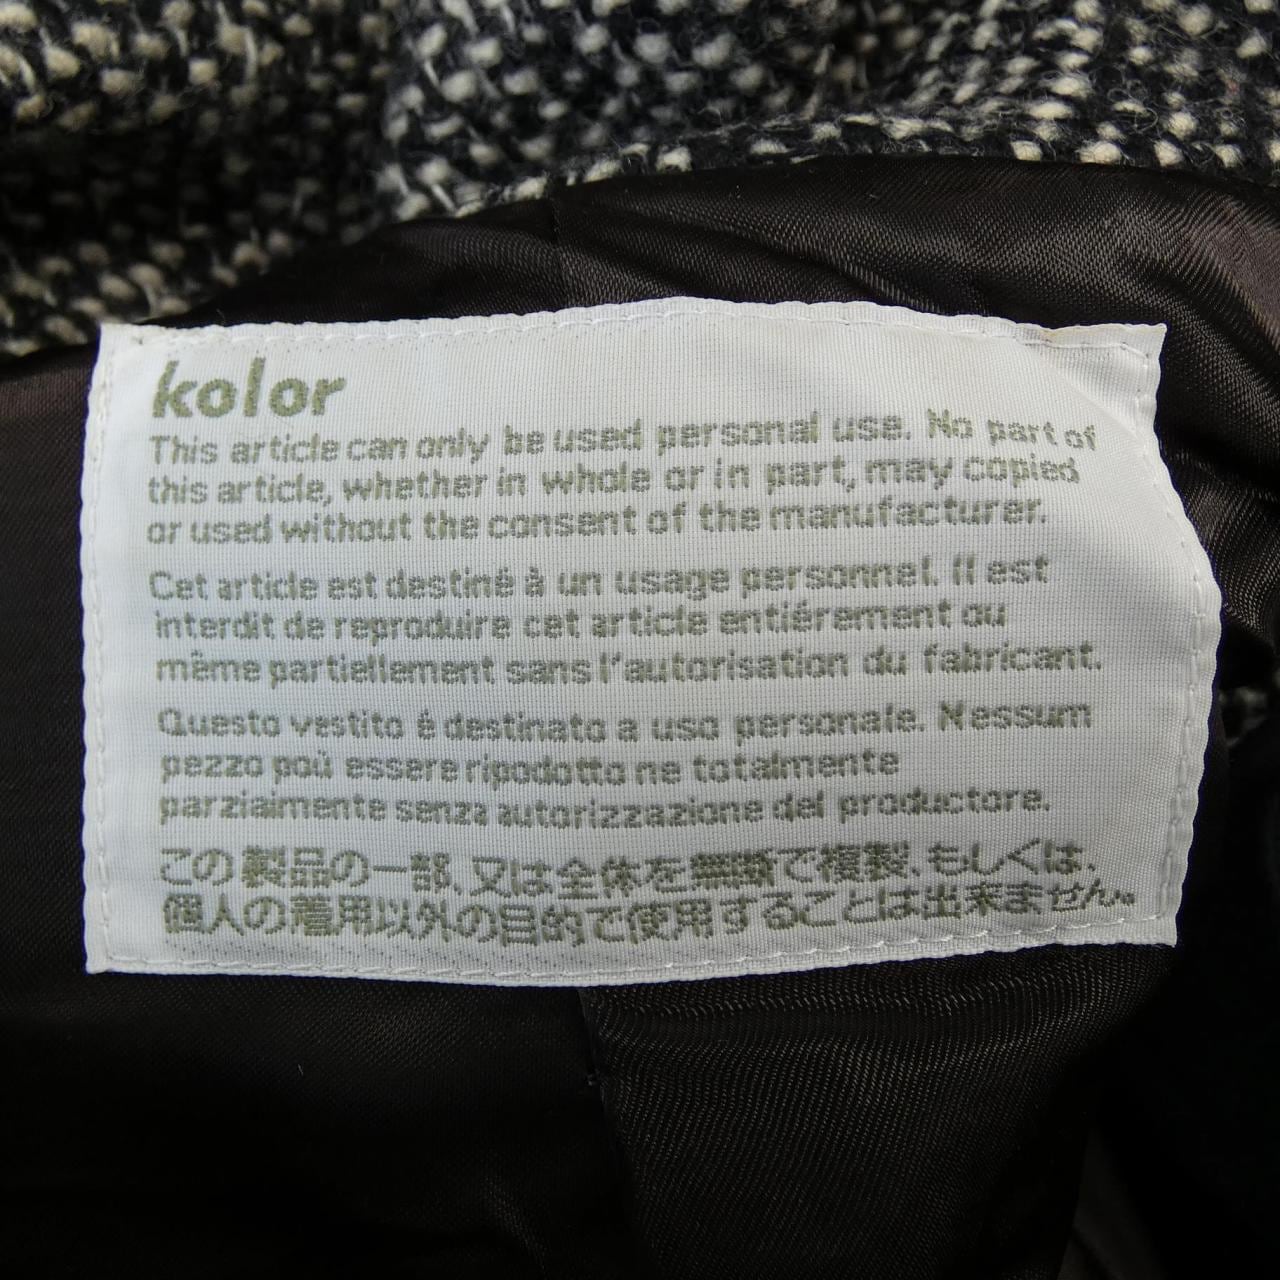 kolor
This article can only be used personal use. No part of
this article, whether in whole or in part, may copied
or used without the consent of the manufacturer.
Cet article est destiné à un usage personnel. Il est
interdit de reproduire cet article entiérement ou
même partiellement sans l'autorisation du fabricant.
Questo vestito é destinato a uso personale. Nessum
pezzo poù essere ripodotto ne totalmente
parzialmente senza autorizzazione del productore.
この製品の一部、又は全体を無断で複製、もしくは、
個人の着用以外の目的で使用することは出来ません。